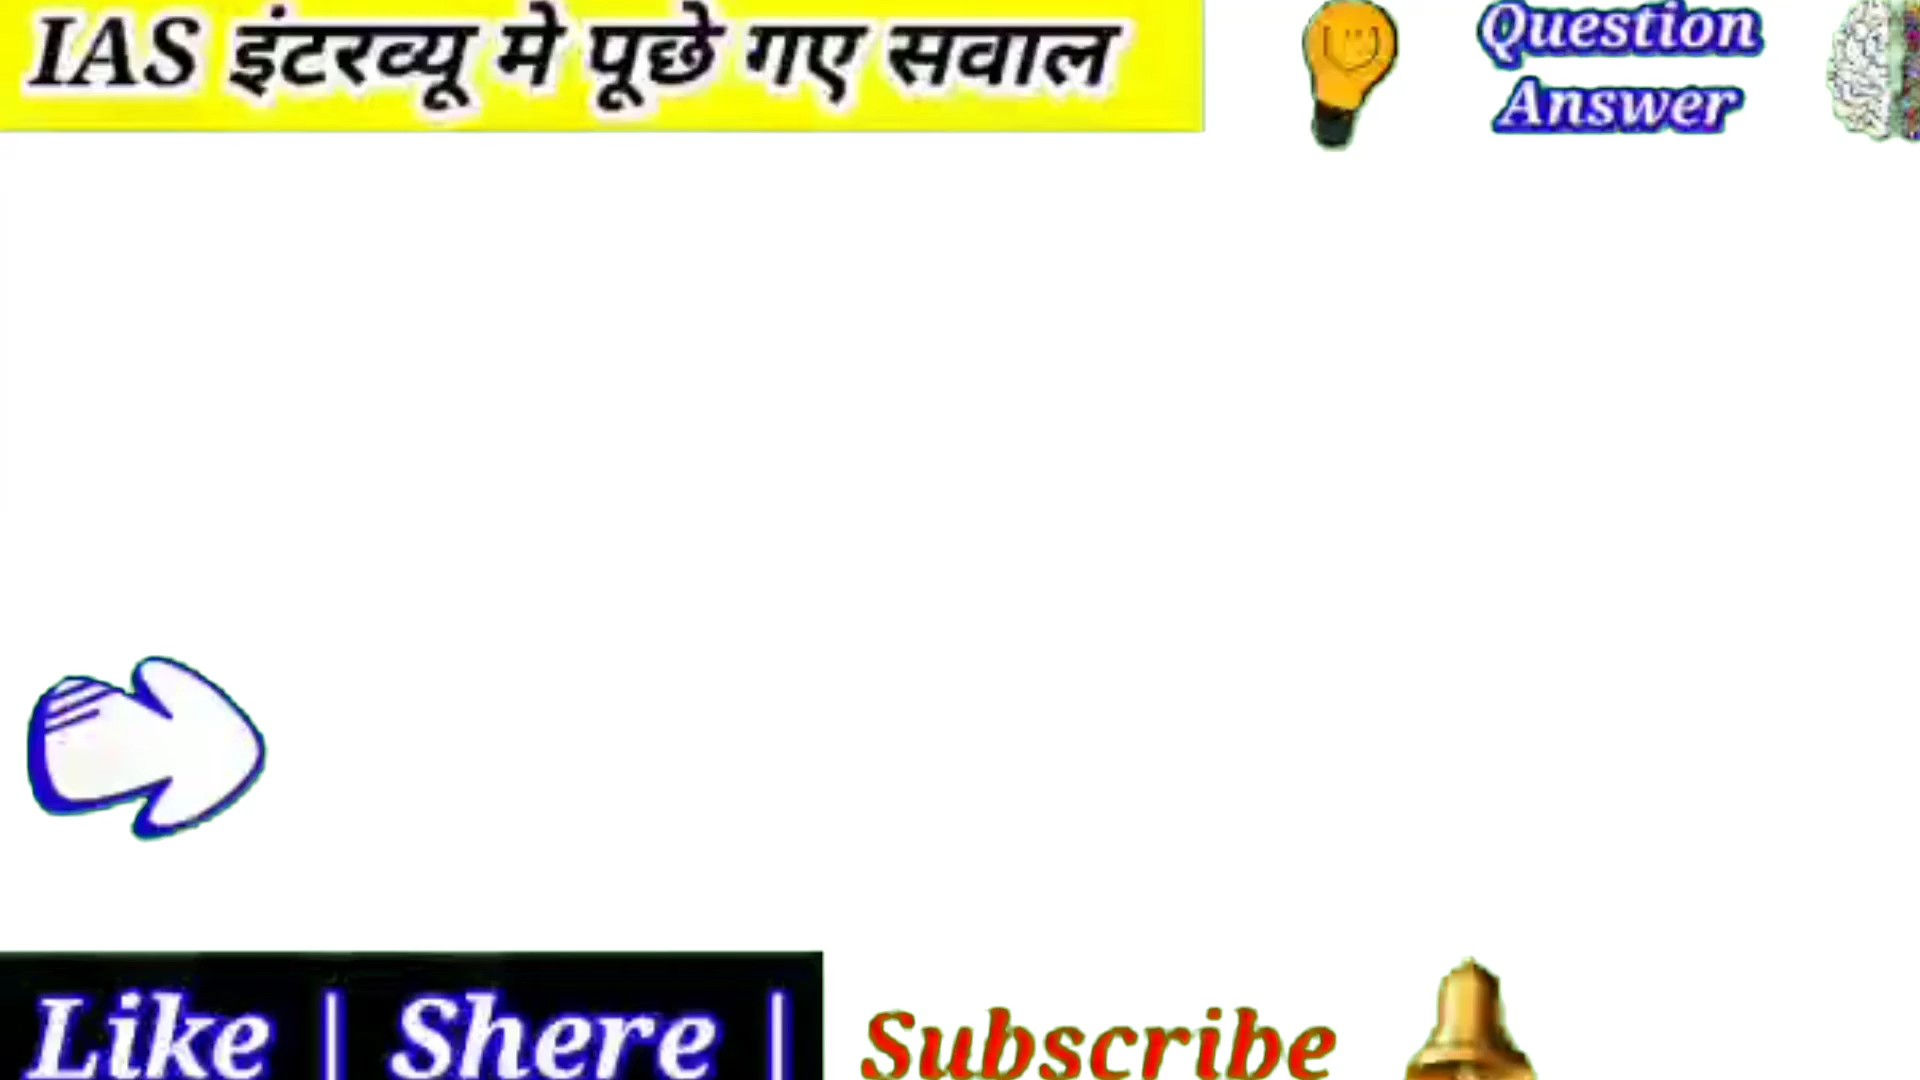 IAS इंटरव्यू मे पूछे गए सवाल
Question
Answer
Like | Shere |
Subscribe